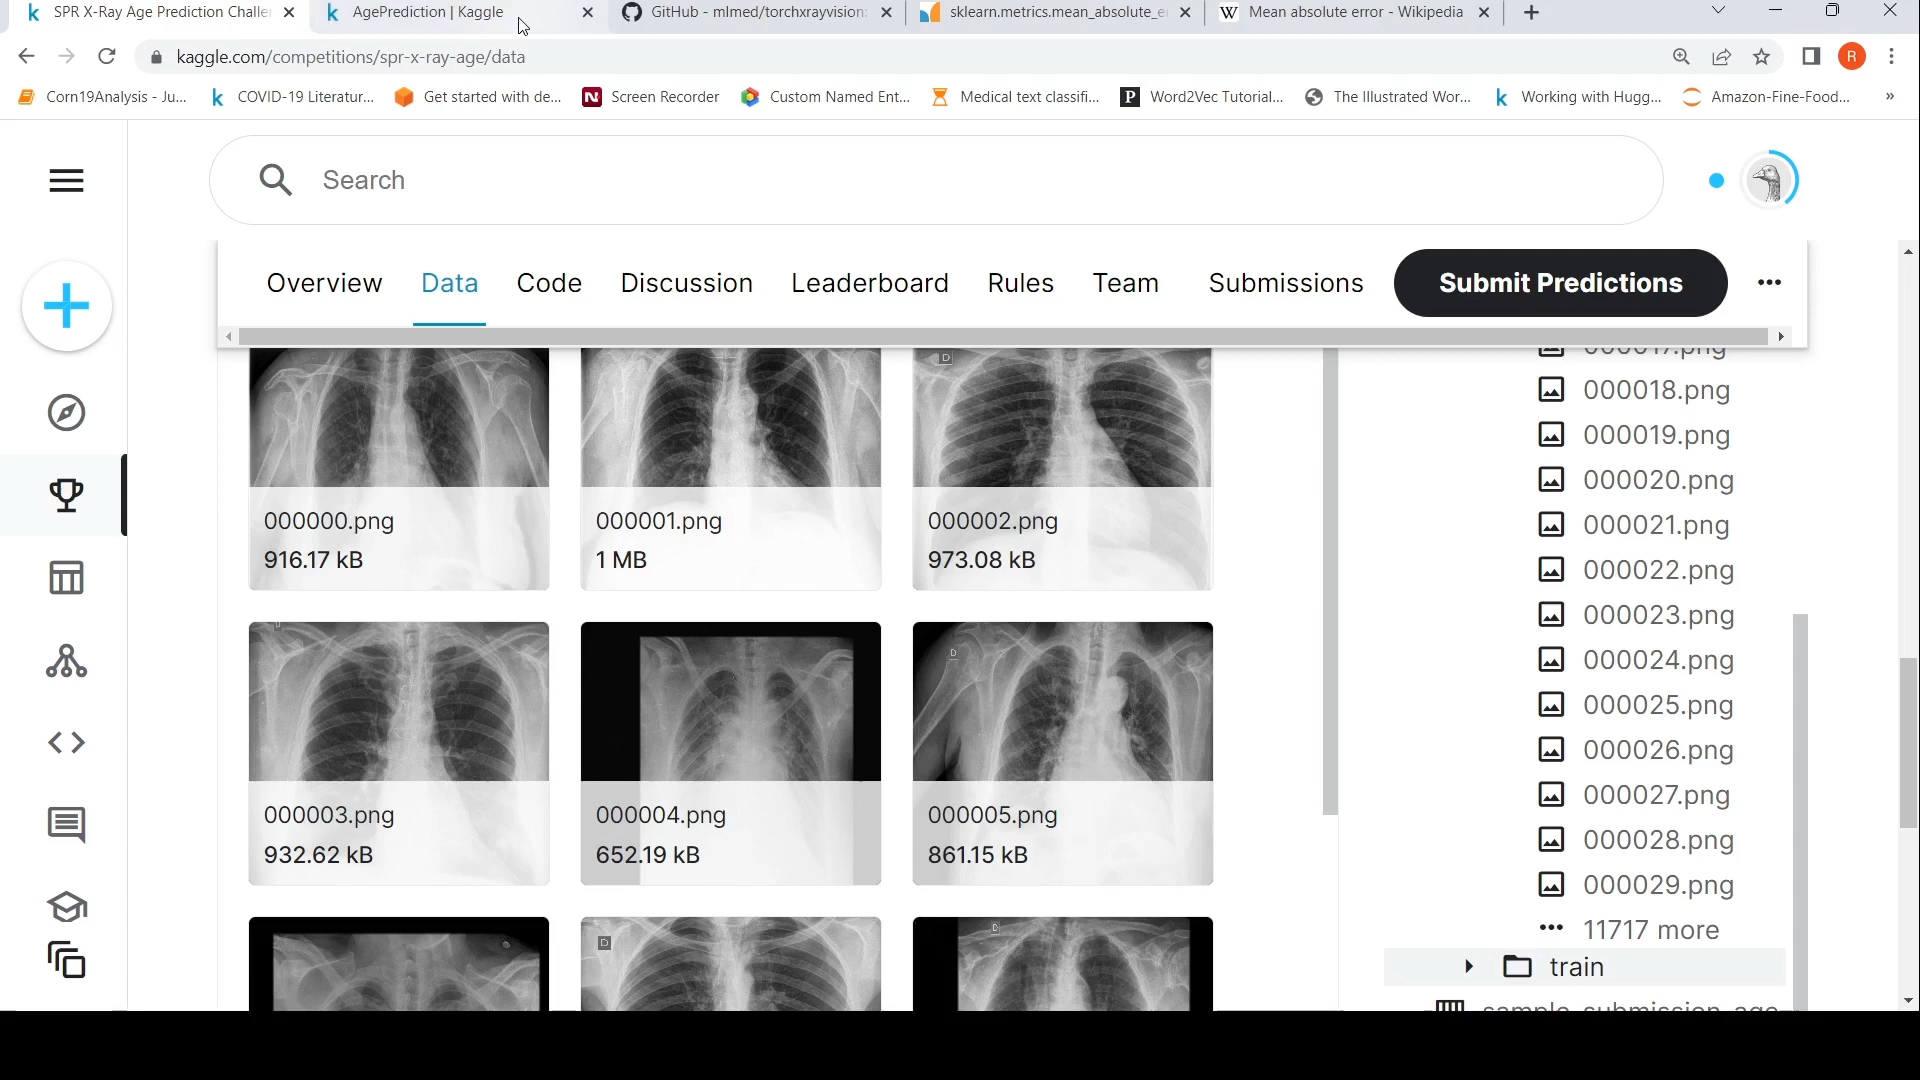 SPR X-Ray Age Prediction Challe
AgePrediction | Kaggle
GitHub - mlmed/torchxrayvision:
sklearn.metrics.mean_absolute_e
Mean absolute error - Wikipedia
kaggle.com/competitions/spr-x-ray-age/data
R
Corn19Analysis - Ju...
COVID-19 Literatur...
Get started with de...
Screen Recorder
Custom Named Ent...
Medical text classifi...
Word2Vec Tutorial...
The Illustrated Wor...
Working with Hugg...
Amazon-Fine-Food...
»
Search
Overview
Data
Code
Discussion
Leaderboard
Rules
Team
Submissions
Submit Predictions
000000.png
916.17 kB
000001.png
1 MB
D
000002.png
973.08 kB
000003.png
932.62 kB
000004.png
652.19 kB
D
000005.png
861.15 kB
D
D
000017.png
000018.png
000019.png
000020.png
000021.png
000022.png
000023.png
000024.png
000025.png
000026.png
000027.png
000028.png
000029.png
11717 more
train
sample_submission_age